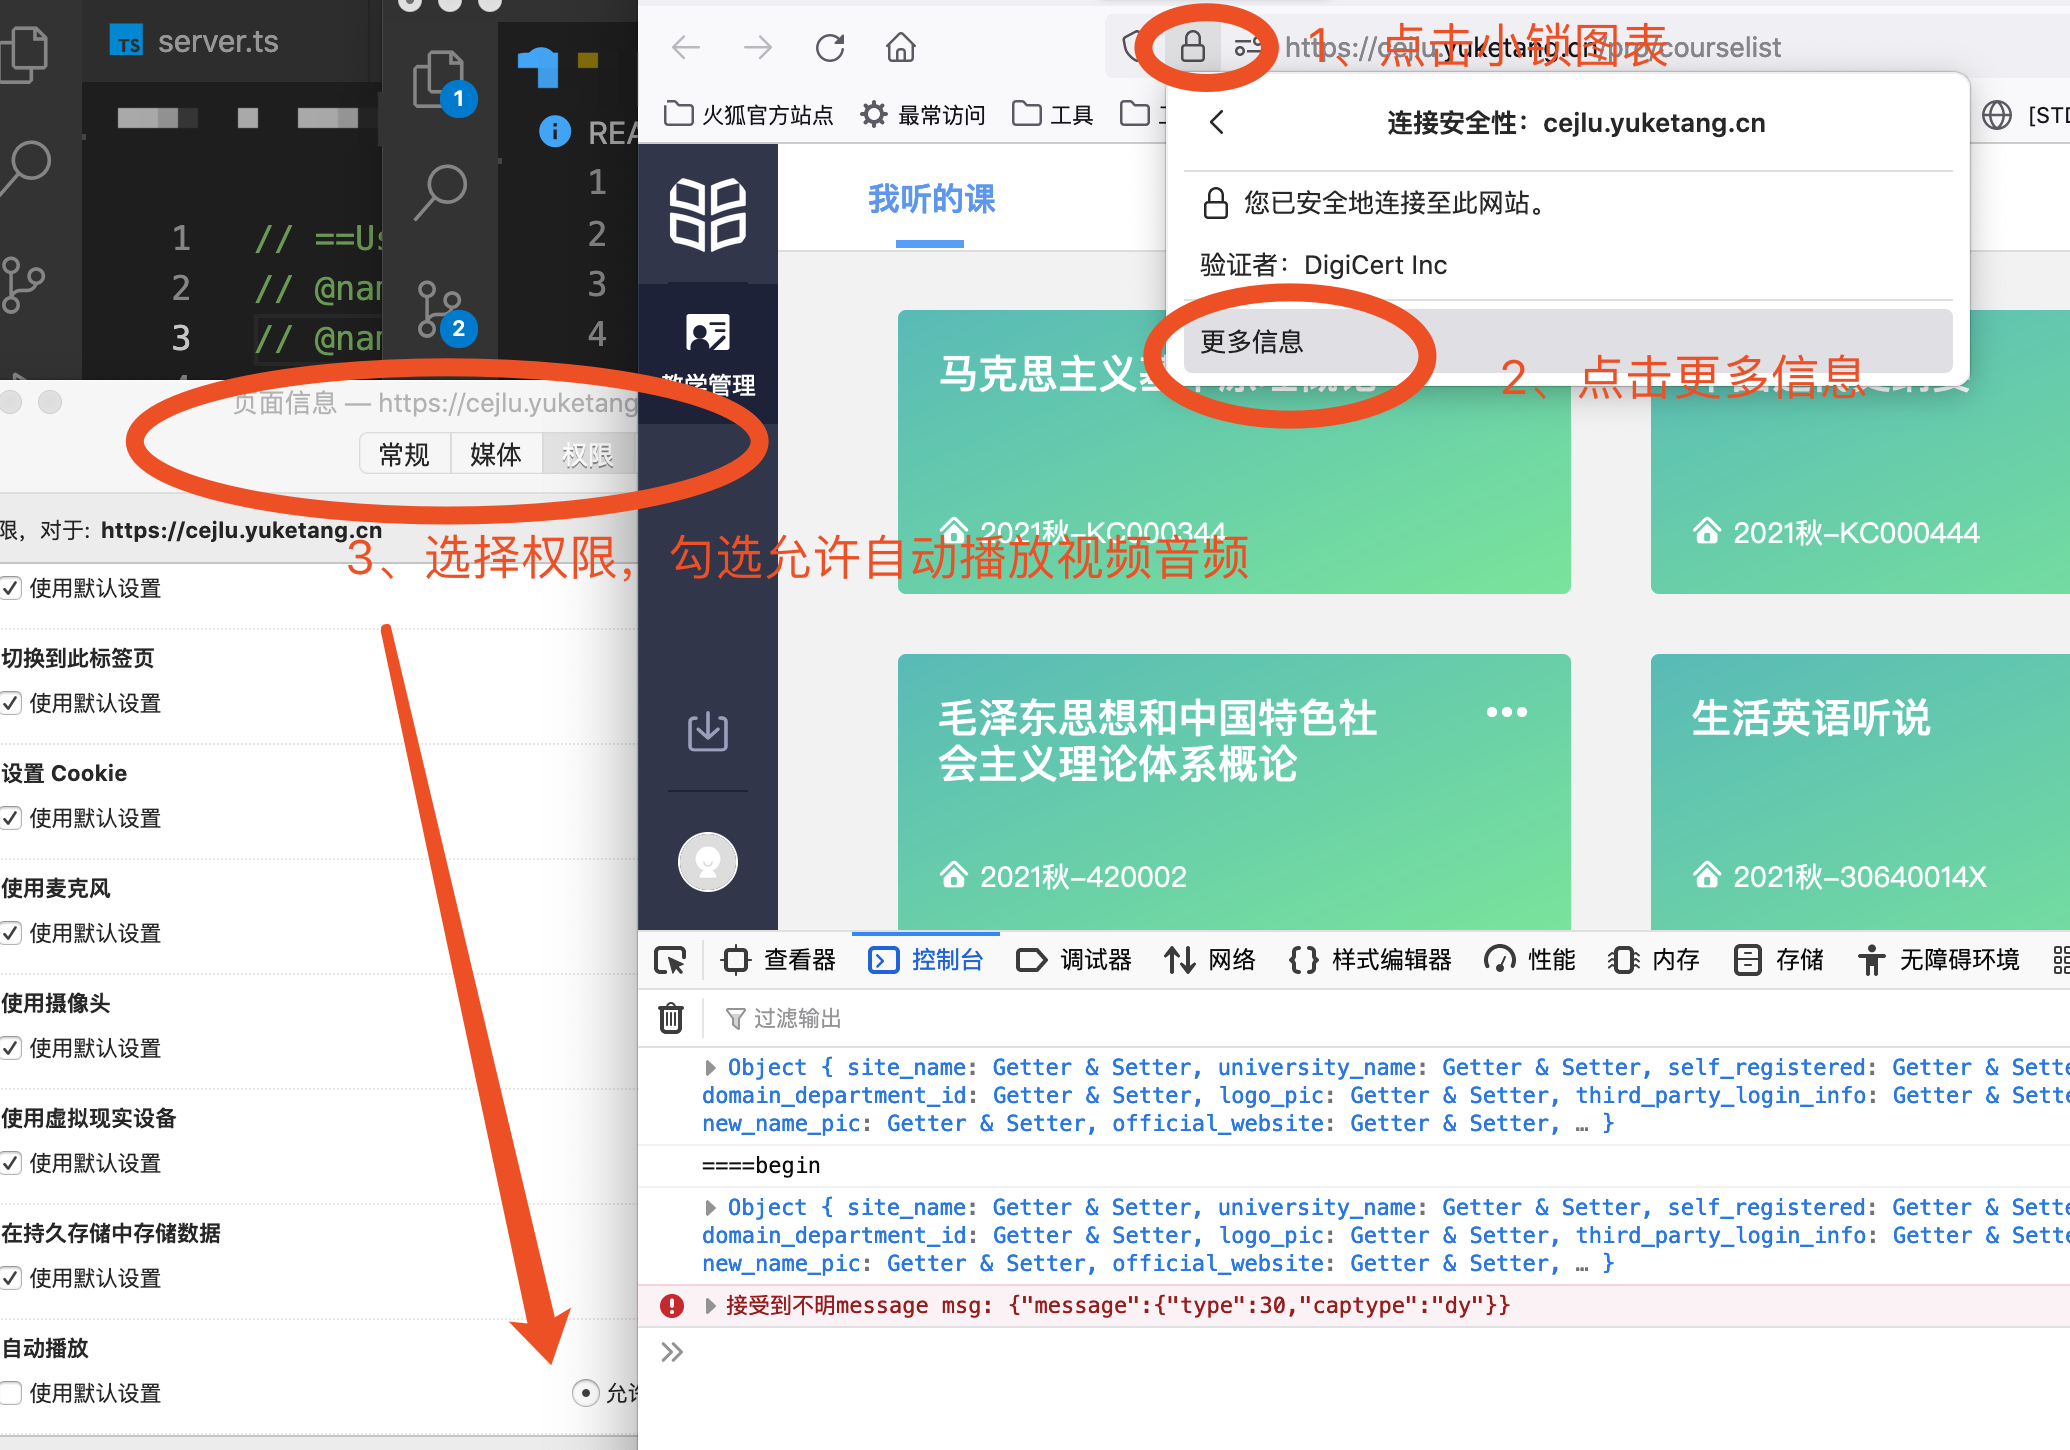 TS server.ts
1 // ==Us
2 // @nam
3 // @nam
1
2
REA
1
2
3
4
https://cejlu.yuketang.cn/pro/courselist
1、点击小锁图表
火狐官方站点
最常访问
工具
[STD
连接安全性：cejlu.yuketang.cn
您已安全地连接至此网站。
验证者：DigiCert Inc
更多信息
2、点击更多信息
我听的课
教学管理
马克思主义基本原理概论
2021秋-KC000344
2021秋-KC000444
毛泽东思想和中国特色社
会主义理论体系概论
2021秋-420002
生活英语听说
2021秋-30640014X
页面信息 — https://cejlu.yuketang
常规
媒体
权限
限，对于: https://cejlu.yuketang.cn
3、选择权限，勾选允许自动播放视频音频
使用默认设置
切换到此标签页
使用默认设置
设置 Cookie
使用默认设置
使用麦克风
使用默认设置
使用摄像头
使用默认设置
使用虚拟现实设备
使用默认设置
在持久存储中存储数据
使用默认设置
自动播放
使用默认设置
允许
查看器
控制台
调试器
网络
样式编辑器
性能
内存
存储
无障碍环境
过滤输出
Object { site_name: Getter & Setter, university_name: Getter & Setter, self_registered: Getter & Sette
domain_department_id: Getter & Setter, logo_pic: Getter & Setter, third_party_login_info: Getter & Sette
new_name_pic: Getter & Setter, official_website: Getter & Setter, … }
====begin
Object { site_name: Getter & Setter, university_name: Getter & Setter, self_registered: Getter & Sette
domain_department_id: Getter & Setter, logo_pic: Getter & Setter, third_party_login_info: Getter & Sette
new_name_pic: Getter & Setter, official_website: Getter & Setter, … }
接受到不明message msg: {"message":{"type":30,"captype":"dy"}}